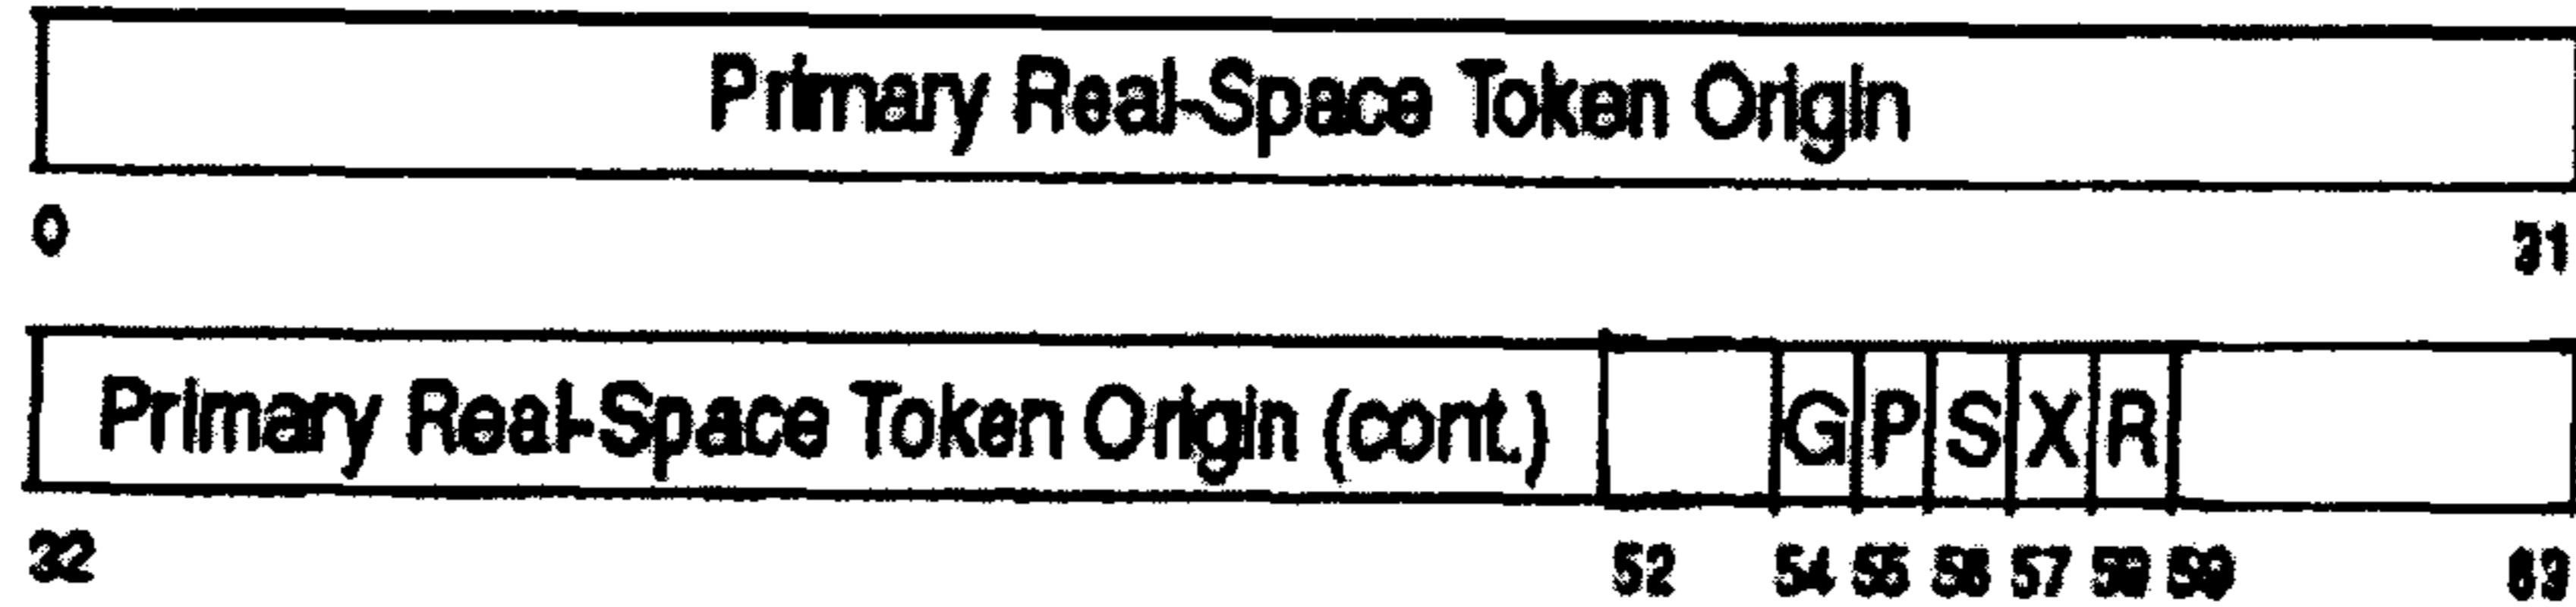 Primary Real-Space Token Origin
0 31
Primary Real-Space Token Origin (cont.) G P S X R
32 52 54 55 56 57 58 59 63